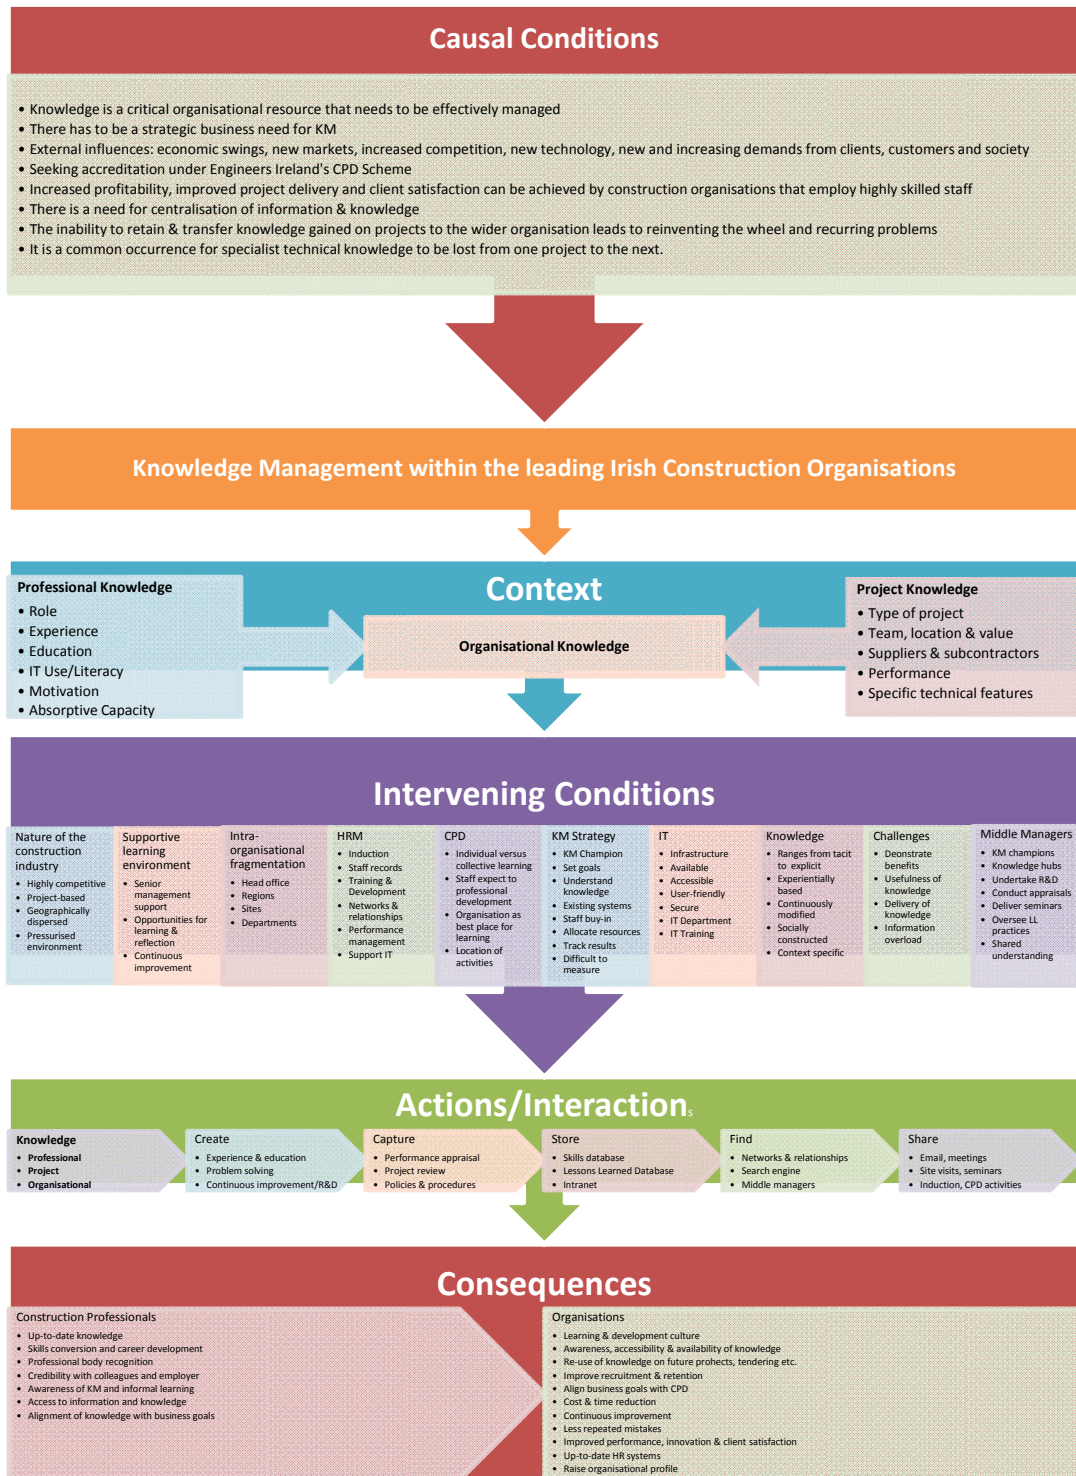 Causal Conditions
• Knowledge is a critical organisational resource that needs to be effectively managed
• There has to be a strategic business need for KM
• External influences: economic swings, new markets, increased competition, new technology, new and increasing demands from clients, customers and society
• Seeking accreditation under Engineers Ireland's CPD Scheme
• Increased profitability, improved project delivery and client satisfaction can be achieved by construction organisations that employ highly skilled staff
• There is a need for centralisation of information & knowledge
• The inability to retain & transfer knowledge gained on projects to the wider organisation leads to reinventing the wheel and recurring problems
• It is a common occurrence for specialist technical knowledge to be lost from one project to the next.
Knowledge Management within the leading Irish Construction Organisations
Context
Professional Knowledge
• Role
• Experience
• Education
• IT Use/Literacy
• Motivation
• Absorptive Capacity
Organisational Knowledge
Project Knowledge
• Type of project
• Team, location & value
• Suppliers & subcontractors
• Performance
• Specific technical features
Intervening Conditions
Nature of the
construction
industry
• Highly competitive
• Project-based
• Geographically
dispersed
• Pressurised
environment
Supportive
learning
environment
• Senior
management
support
• Opportunities for
learning &
reflection
• Continuous
improvement
Intra-
organisational
fragmentation
• Head office
• Regions
• Sites
• Departments
HRM
• Induction
• Staff records
• Training &
Development
• Networks &
relationships
• Performance
management
• Support IT
CPD
• Individual versus
collective learning
• Staff expect to
professional
development
• Organisation as
best place for
learning
• Location of
activities
KM Strategy
• KM Champion
• Set goals
• Understand
knowledge
• Existing systems
• Staff buy-in
• Allocate resources
• Track results
• Difficult to
measure
IT
• Infrastructure
• Available
• Accessible
• User-friendly
• Secure
• IT Department
• IT Training
Knowledge
• Ranges from tacit
to explicit
• Experientially
based
• Continuously
modified
• Socially
constructed
• Context specific
Challenges
• Deonstrate
benefits
• Usefulness of
knowledge
• Delivery of
knowledge
• Information
overload
Middle Managers
• KM champions
• Knowledge hubs
• Undertake R&D
• Conduct appraisals
• Deliver seminars
• Oversee LL
practices
• Shared
understanding
Actions/Interactions
Knowledge
• Professional
• Project
• Organisational
Create
• Experience & education
• Problem solving
• Continuous improvement/R&D
Capture
• Performance appraisal
• Project review
• Policies & procedures
Store
• Skills database
• Lessons Learned Database
• Intranet
Find
• Networks & relationships
• Search engine
• Middle managers
Share
• Email, meetings
• Site visits, seminars
• Induction, CPD activities
Consequences
Construction Professionals
• Up-to-date knowledge
• Skills conversion and career development
• Professional body recognition
• Credibility with colleagues and employer
• Awareness of KM and informal learning
• Access to information and knowledge
• Alignment of knowledge with business goals
Organisations
• Learning & development culture
• Awareness, accessibility & availability of knowledge
• Re-use of knowledge on future prohects, tendering etc.
• Improve recruitment & retention
• Align business goals with CPD
• Cost & time reduction
• Continuous improvement
• Less repeated mistakes
• Improved performance, innovation & client satisfaction
• Up-to-date HR systems
• Raise organisational profile